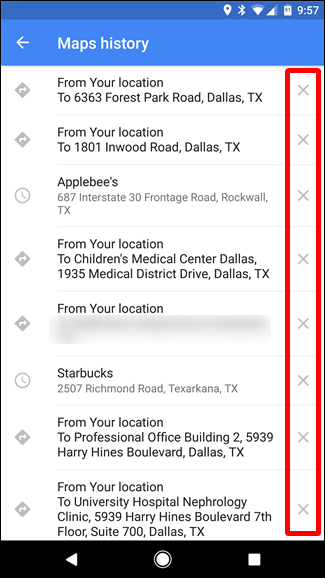 9:57
Maps history
From Your location
To 6363 Forest Park Road, Dallas, TX
From Your location
To 1801 Inwood Road, Dallas, TX
Applebee's
687 Interstate 30 Frontage Road, Rockwall,
TX
From Your location
To Children's Medical Center Dallas,
1935 Medical District Drive, Dallas, TX
From Your location
Starbucks
2507 Richmond Road, Texarkana, TX
From Your location
To Professional Office Building 2, 5939
Harry Hines Boulevard, Dallas, TX
From Your location
To University Hospital Nephrology
Clinic, 5939 Harry Hines Boulevard 7th
Floor, Suite 700, Dallas, TX